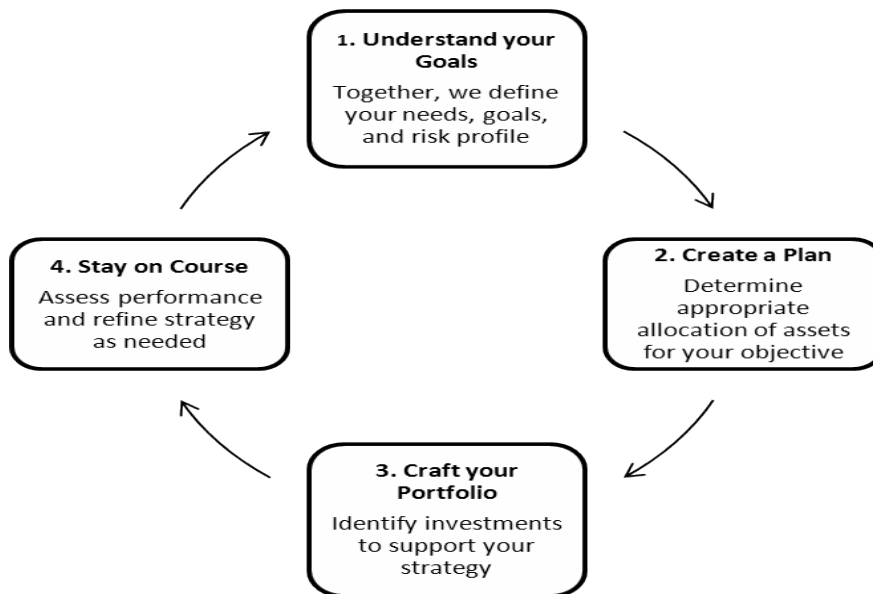 1. Understand your
Goals
Together, we define
your needs, goals,
and risk profile
2. Create a Plan
Determine
appropriate
allocation of assets
for your objective
3. Craft your
Portfolio
Identify investments
to support your
strategy
4. Stay on Course
Assess performance
and refine strategy
as needed